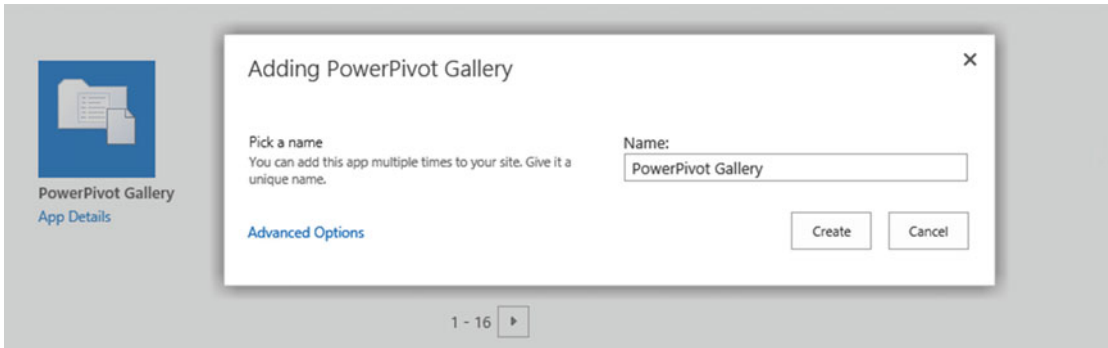 Adding PowerPivot Gallery
Pick a name
You can add this app multiple times to your site. Give it a
unique name.
Name:
PowerPivot Gallery
Advanced Options
Create
Cancel
PowerPivot Gallery
App Details
1 - 16